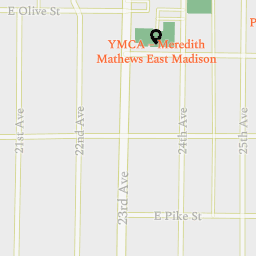 E Olive St
P
YMCA - Meredith
Mathews East Madison
21st Ave
22nd Ave
23rd Ave
24th Ave
25th Ave
E Pike St